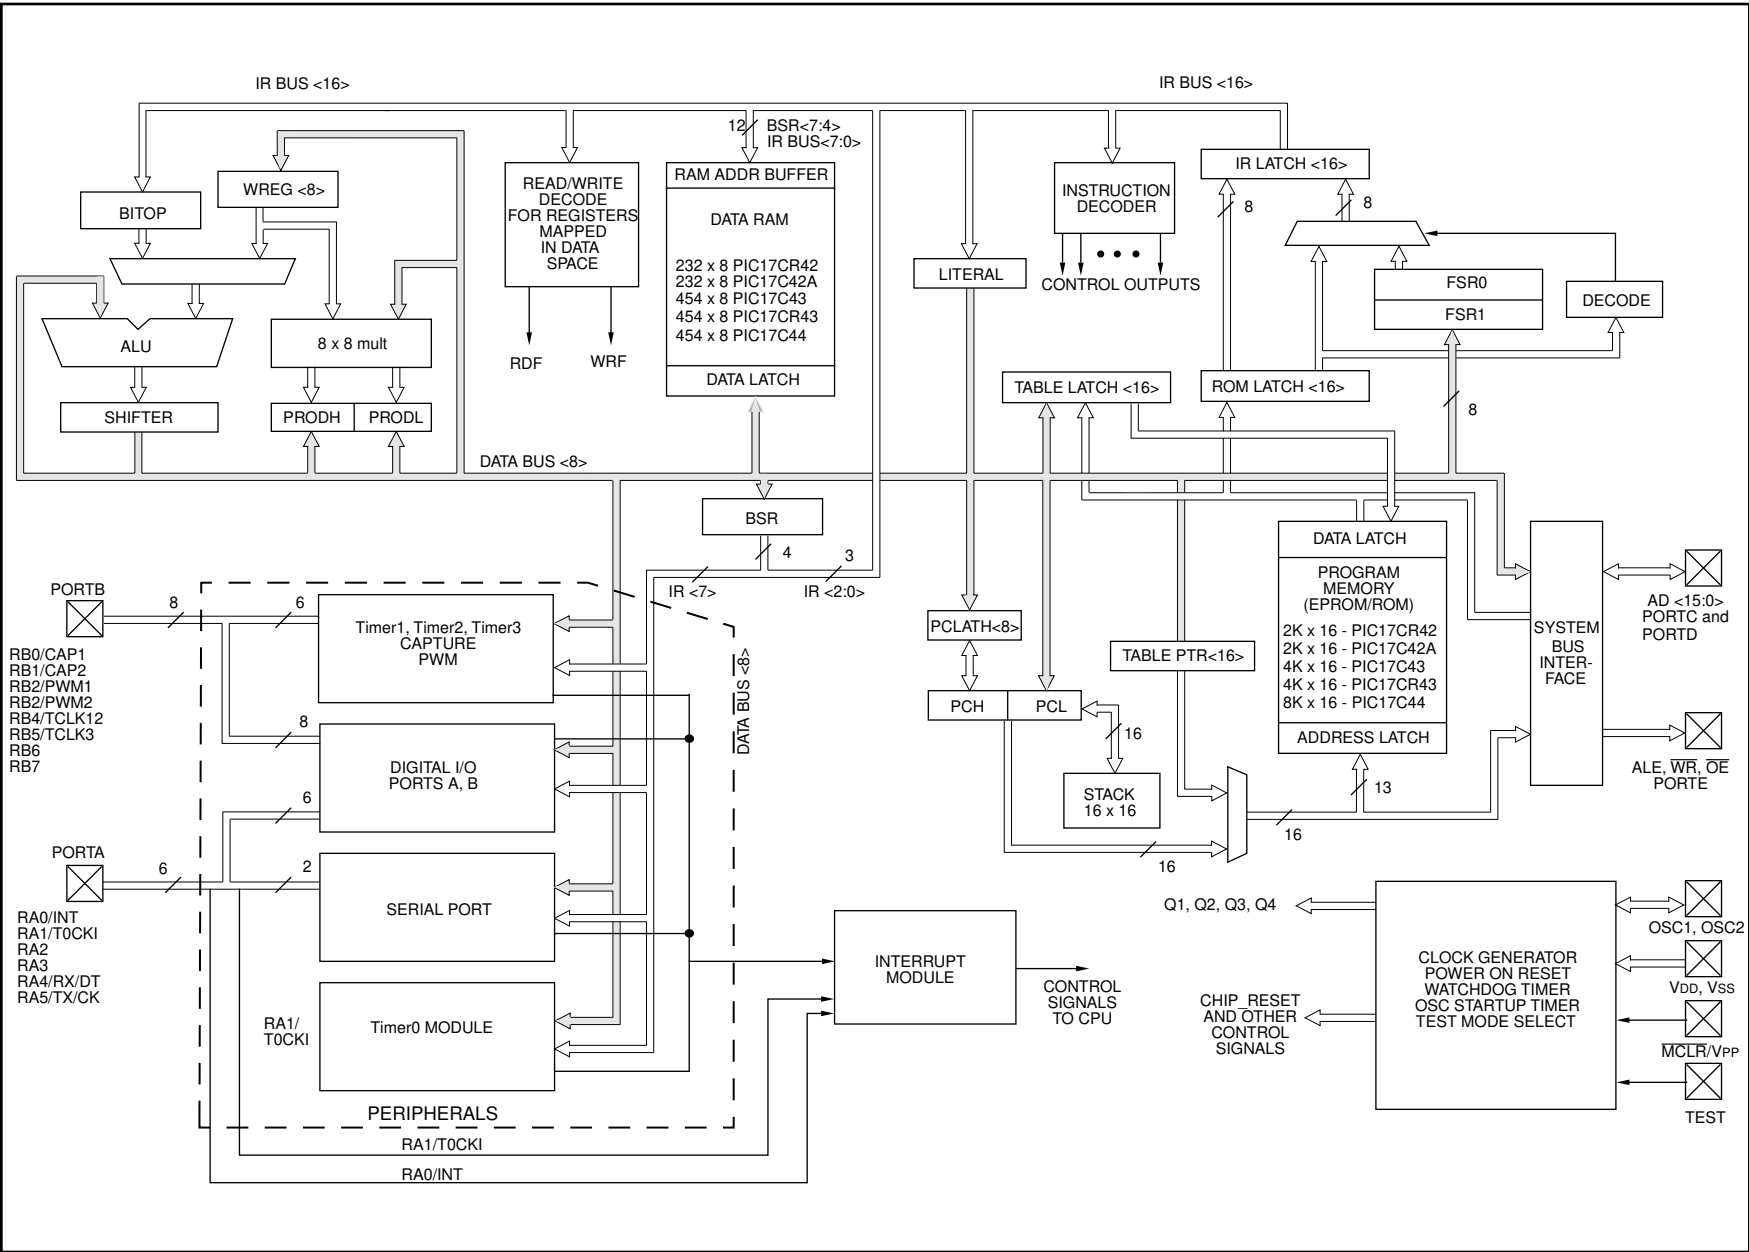 IR BUS <16>
IR BUS <16>
12
BSR<7:4>
IR BUS<7:0>
BITOP
WREG <8>
READ/WRITE
DECODE
FOR REGISTERS
MAPPED
IN DATA
SPACE
RDF
WRF
RAM ADDR BUFFER
DATA RAM
232 x 8 PIC17CR42
232 x 8 PIC17C42A
454 x 8 PIC17C43
454 x 8 PIC17CR43
454 x 8 PIC17C44
DATA LATCH
LITERAL
INSTRUCTION
DECODER
CONTROL OUTPUTS
IR LATCH <16>
8
8
FSR0
FSR1
DECODE
ALU
8 x 8 mult
SHIFTER
PRODH
PRODL
TABLE LATCH <16>
ROM LATCH <16>
8
DATA BUS <8>
BSR
4
3
IR <7>
IR <2:0>
PORTB
8
6
RB0/CAP1
RB1/CAP2
RB2/PWM1
RB2/PWM2
RB4/TCLK12
RB5/TCLK3
RB6
RB7
Timer1, Timer2, Timer3
CAPTURE
PWM
8
DIGITAL I/O
PORTS A, B
6
DATA BUS <8>
PORTA
6
2
RA0/INT
RA1/T0CKI
RA2
RA3
RA4/RX/DT
RA5/TX/CK
SERIAL PORT
RA1/
T0CKI
Timer0 MODULE
PERIPHERALS
RA1/T0CKI
RA0/INT
INTERRUPT
MODULE
CONTROL
SIGNALS
TO CPU
PCLATH<8>
PCH
PCL
16
STACK
16 x 16
TABLE PTR<16>
16
16
13
DATA LATCH
PROGRAM
MEMORY
(EPROM/ROM)
2K x 16 - PIC17CR42
2K x 16 - PIC17C42A
4K x 16 - PIC17C43
4K x 16 - PIC17CR43
8K x 16 - PIC17C44
ADDRESS LATCH
SYSTEM
BUS
INTER-
FACE
AD <15:0>
PORTC and
PORTD
ALE, WR, OE
PORTE
Q1, Q2, Q3, Q4
CHIP_RESET
AND OTHER
CONTROL
SIGNALS
CLOCK GENERATOR
POWER ON RESET
WATCHDOG TIMER
OSC STARTUP TIMER
TEST MODE SELECT
OSC1, OSC2
VDD, VSS
MCLR/VPP
TEST